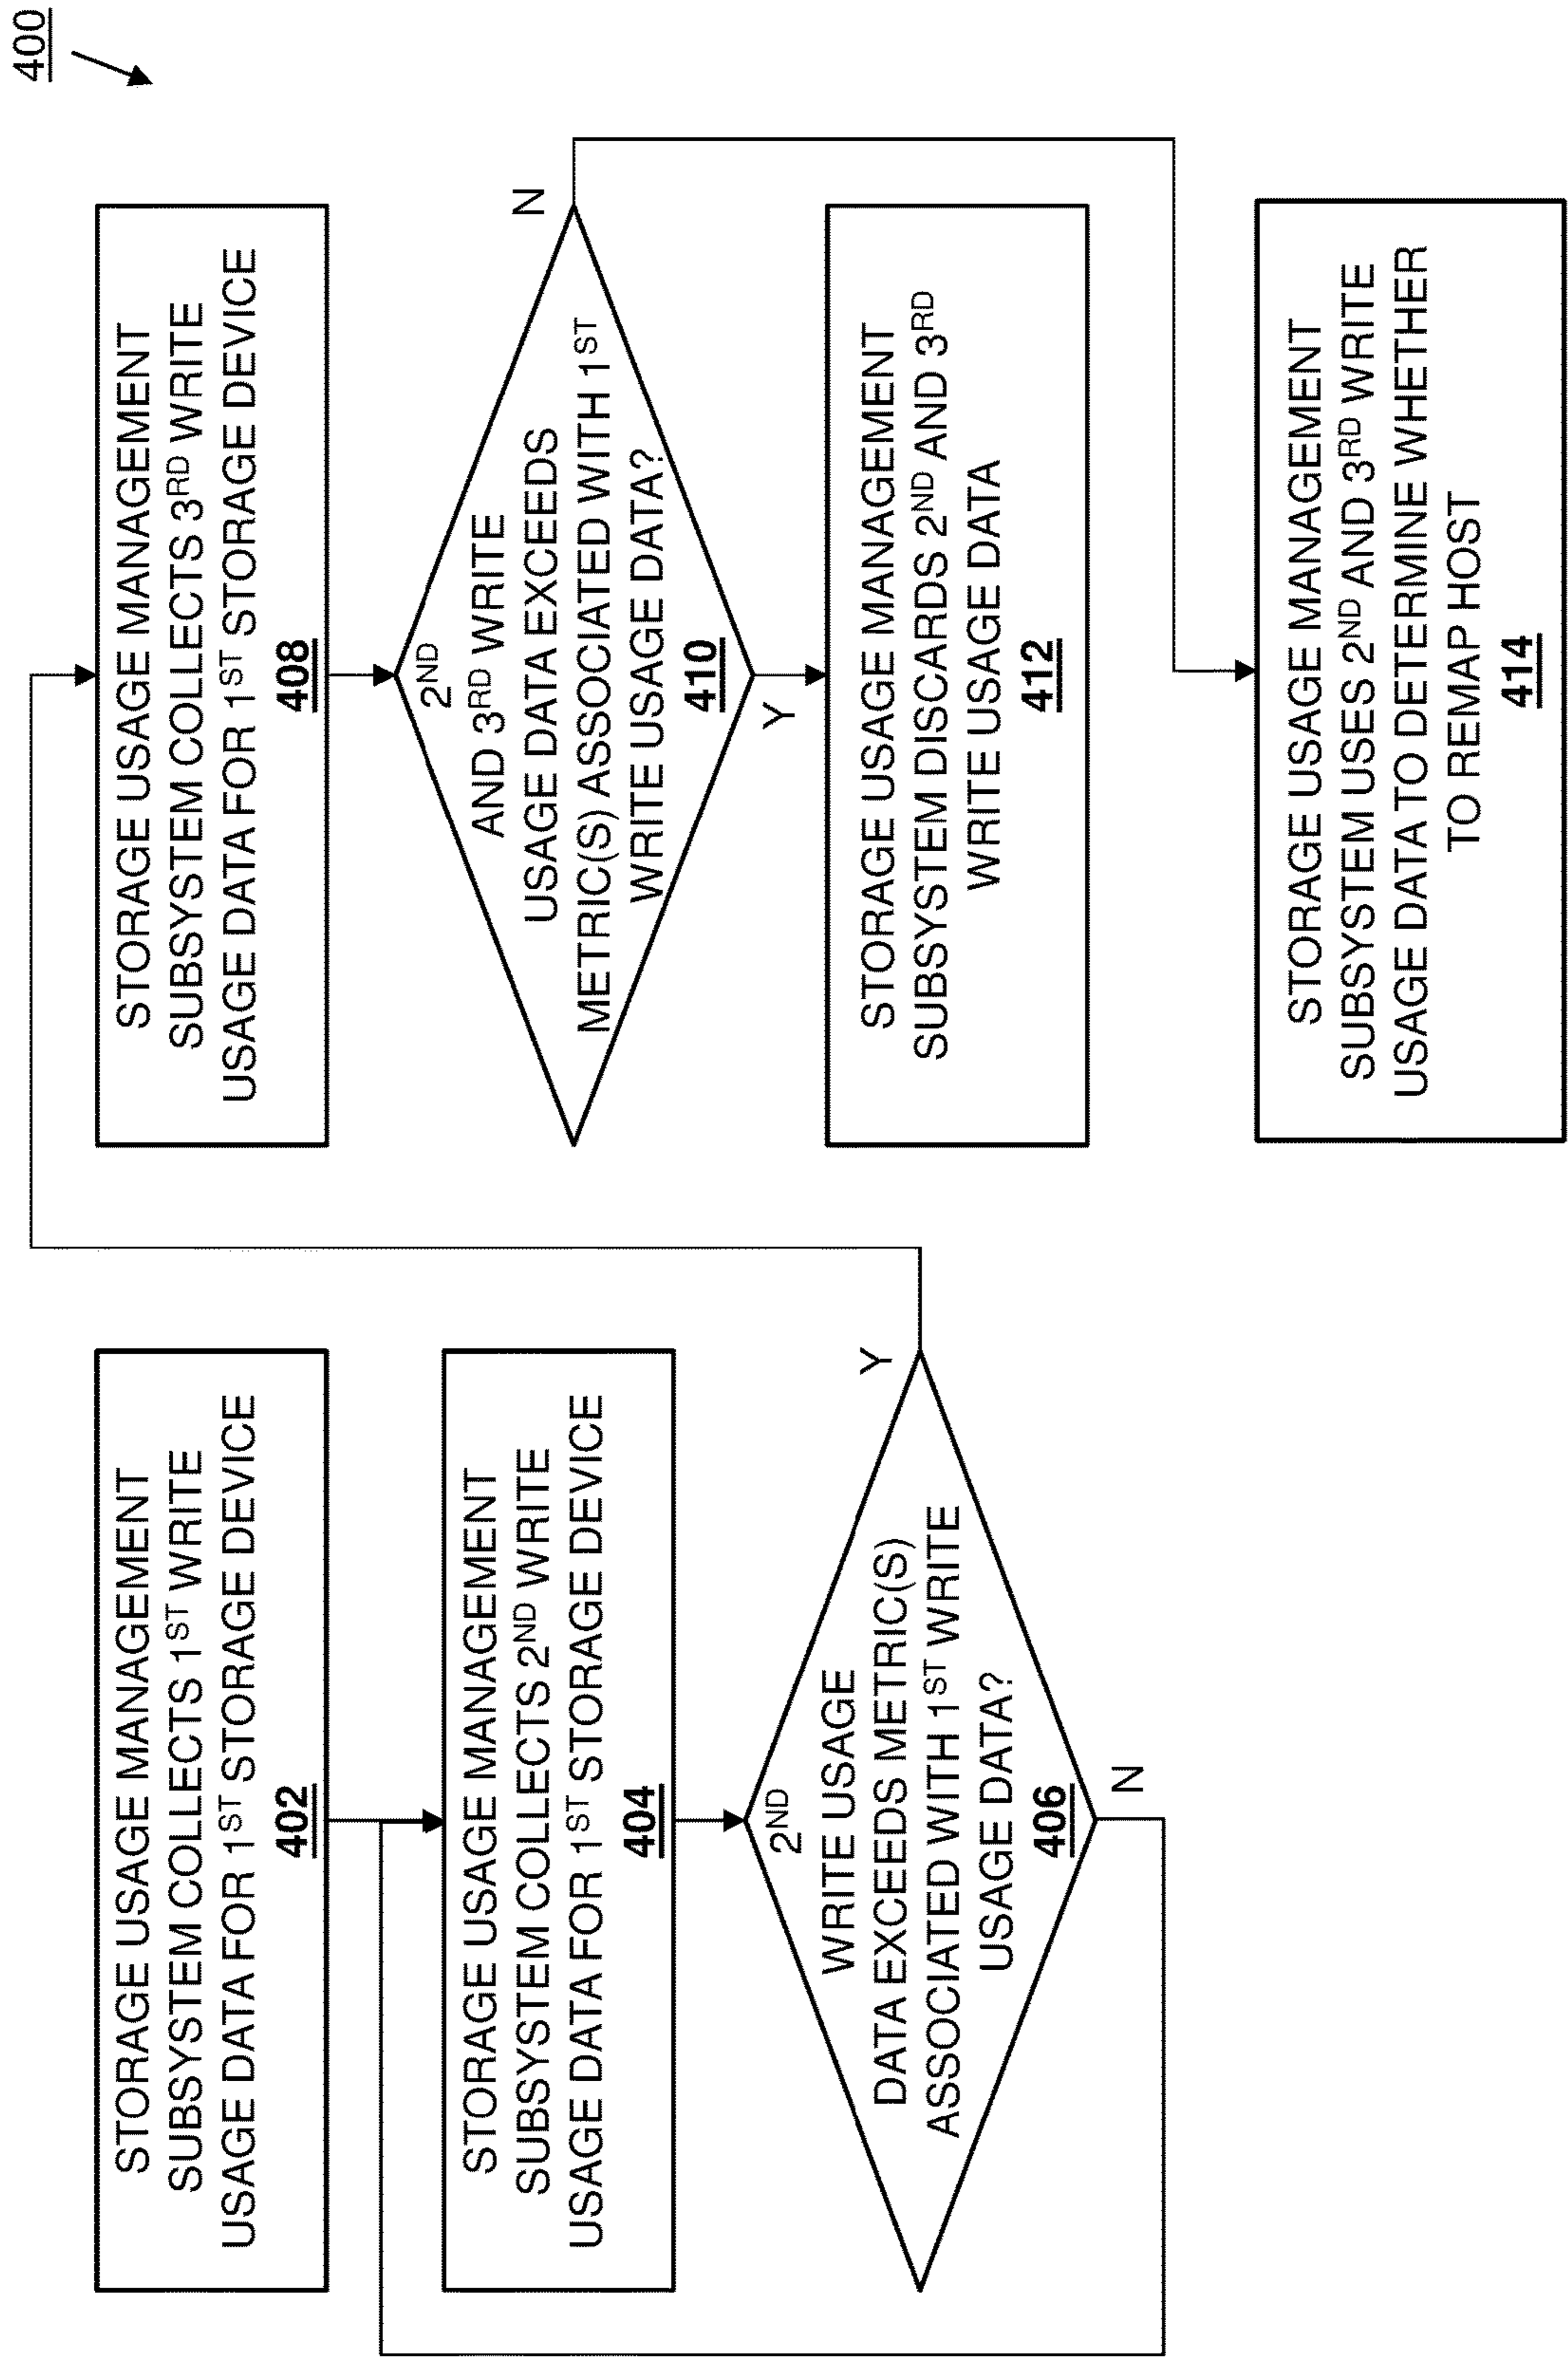 400
STORAGE USAGE MANAGEMENT
SUBSYSTEM COLLECTS 1ST WRITE
USAGE DATA FOR 1ST STORAGE DEVICE
402
STORAGE USAGE MANAGEMENT
SUBSYSTEM COLLECTS 2ND WRITE
USAGE DATA FOR 1ST STORAGE DEVICE
404
2ND
WRITE USAGE
DATA EXCEEDS METRIC(S)
ASSOCIATED WITH 1ST WRITE
USAGE DATA?
406
Y
N
STORAGE USAGE MANAGEMENT
SUBSYSTEM COLLECTS 3RD WRITE
USAGE DATA FOR 1ST STORAGE DEVICE
408
2ND
AND 3RD WRITE
USAGE DATA EXCEEDS
METRIC(S) ASSOCIATED WITH 1ST
WRITE USAGE DATA?
410
N
Y
STORAGE USAGE MANAGEMENT
SUBSYSTEM DISCARDS 2ND AND 3RD
WRITE USAGE DATA
412
STORAGE USAGE MANAGEMENT
SUBSYSTEM USES 2ND AND 3RD WRITE
USAGE DATA TO DETERMINE WHETHER
TO REMAP HOST
414